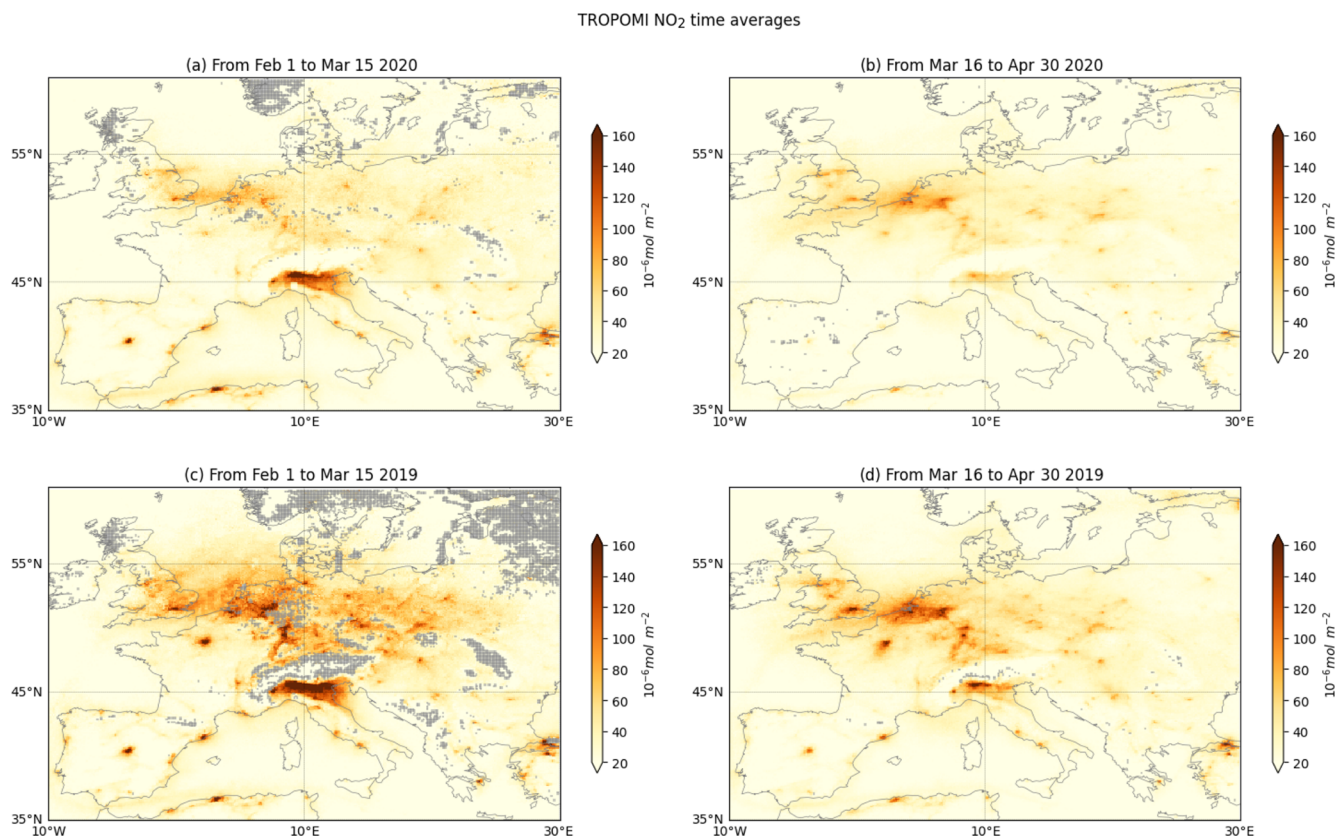 TROPOMI NO₂ time averages
(a) From Feb 1 to Mar 15 2020
55°N
45°N
35°N
10°W
10°E
30°E
160
140
120
100
80
60
40
20
10⁻⁶mol m⁻²
(b) From Mar 16 to Apr 30 2020
55°N
45°N
35°N
10°W
10°E
30°E
160
140
120
100
80
60
40
20
10⁻⁶mol m⁻²
(c) From Feb 1 to Mar 15 2019
55°N
45°N
35°N
10°W
10°E
30°E
160
140
120
100
80
60
40
20
10⁻⁶mol m⁻²
(d) From Mar 16 to Apr 30 2019
55°N
45°N
35°N
10°W
10°E
30°E
160
140
120
100
80
60
40
20
10⁻⁶mol m⁻²